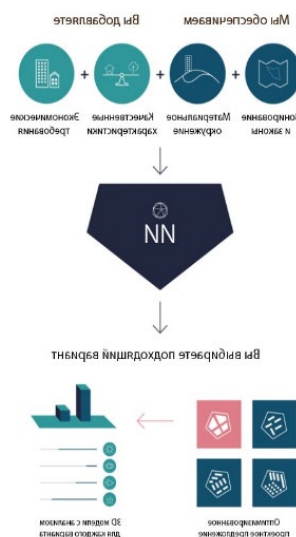 Мы обеспечиваем
Вы добавляете
и законы
Материальное
окружение
Качественные
характеристики
Экономические
требования
NN
Вы выбираете подходящий вариант
Оптимизированное
проектное предложение
3D модели с анализом
для каждого варианта